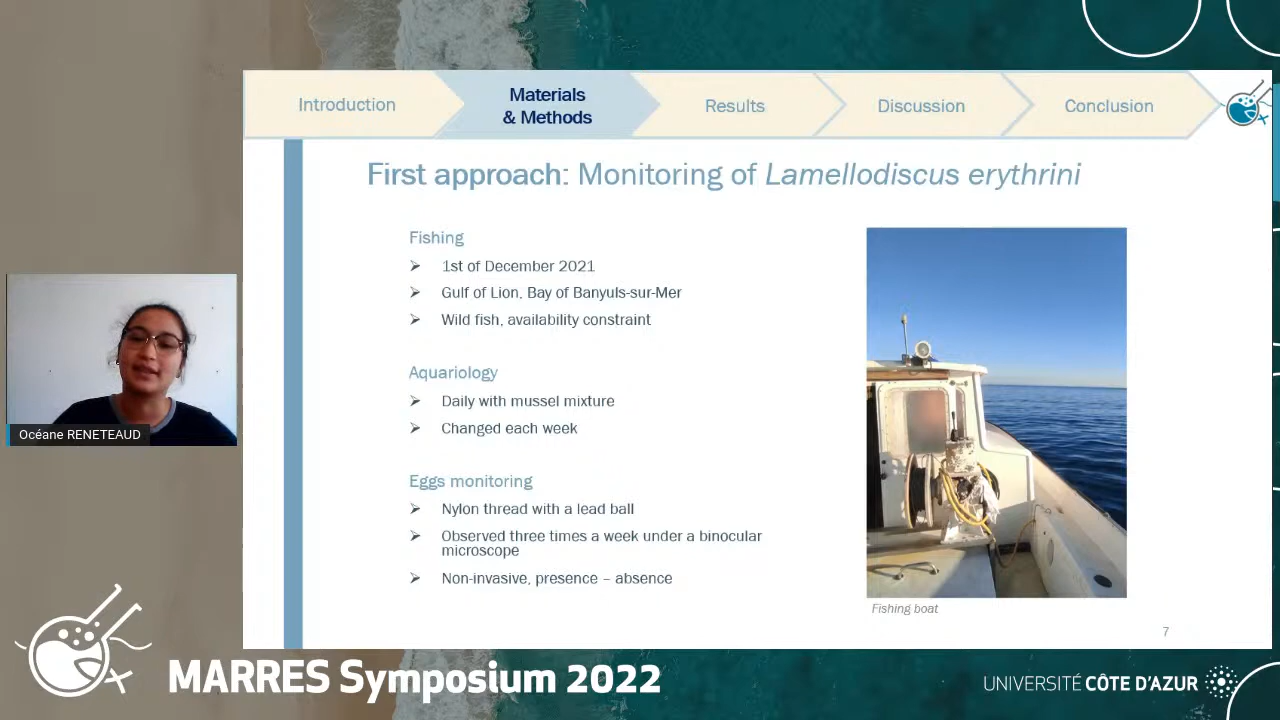 Introduction
Materials
& Methods
Results
Discussion
Conclusion
First approach: Monitoring of Lamellodiscus erythrini
Fishing
➢ 1st of December 2021
➢ Gulf of Lion, Bay of Banyuls-sur-Mer
➢ Wild fish, availability constraint
Aquariology
➢ Daily with mussel mixture
➢ Changed each week
Eggs monitoring
➢ Nylon thread with a lead ball
➢ Observed three times a week under a binocular
microscope
➢ Non-invasive, presence – absence
Fishing boat
7
Océane RENETEAUD
MARRES Symposium 2022
UNIVERSITÉ CÔTE D'AZUR